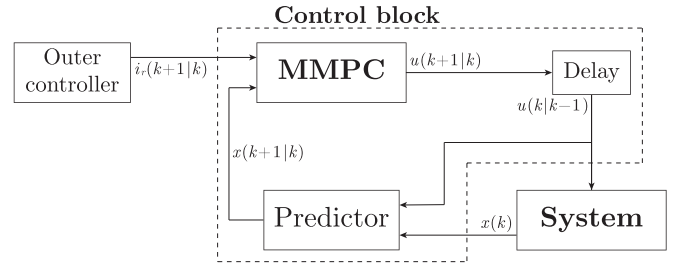 Control block
Outer
controller
i_r(k+1|k)
MMPC
u(k+1|k)
Delay
u(k|k−1)
x(k+1|k)
Predictor
x(k)
System